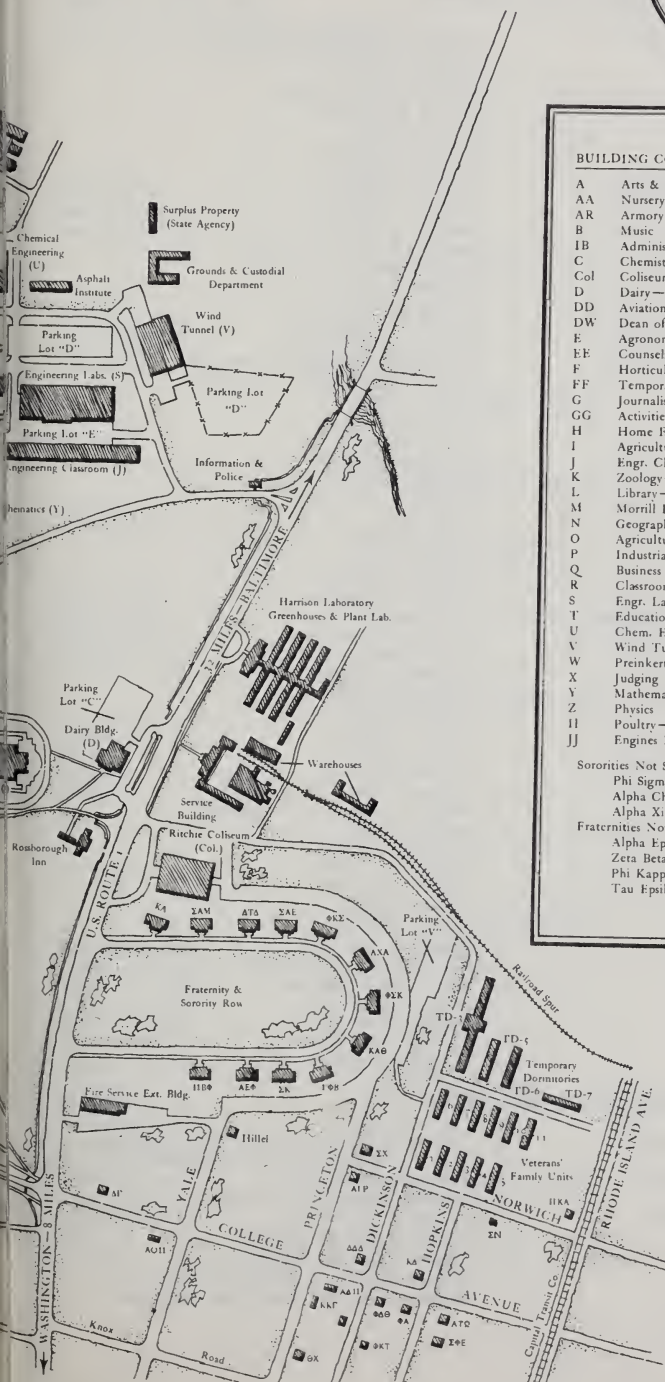 Surplus Property
(State Agency)
Chemical
Engineering
(U)
Asphalt
Institute
Grounds & Custodial
Department
Wind
Tunnel (V)
Parking
Lot "D"
Parking Lot
"D"
Engineering Labs. (S)
Parking Lot "E"
Engineering Classroom (J)
Information &
Police
hematics (Y)
MILES—BALTIMORE
Harrison Laboratory
Greenhouses & Plant Lab.
Parking
Lot "C"
Dairy Bldg.
(D)
Warehouses
Service
Building
Rossborough
Inn
Ritchie Coliseum
(Col.)
U.S. ROUTE 1
ΚΑ
ΣΑΜ
ΔΤΔ
ΣΑΕ
ΦΚΣ
ΛΧΑ
ΦΣΚ
ΚΑΘ
Parking
Lot "V"
Fraternity &
Sorority Row
Railroad Spur
TD-5
Temporary
Dormitories
TD-6
TD-7
ΠΒΦ
ΑΕΦ
ΣΚ
ΓΦΒ
Fire Service Ext. Bldg.
Hillel
ΣΧ
ΑΓΡ
Veterans'
Family Units
ΔΓ
YALE
PRINCETON
DICKINSON
HOPKINS
NORWICH
ΠΚΑ
RHODE ISLAND AVE.
ΑΟΠ
COLLEGE
AVENUE
ΔΔΔ
ΚΔ
ΣΝ
ΑΔΠ
ΚΚΓ
ΦΔΘ
ΦΑ
ΑΤΩ
ΣΦΕ
ΦΚΤ
ΘΧ
Knox
Road
Capital Transit Co.
WASHINGTON—8 MILES
BUILDING C
A Arts &
AA Nursery
AR Armory
B Music
IB Adminis
C Chemist
Col Coliseu
D Dairy—
DD Aviation
DW Dean of
E Agronor
EE Counsel
F Horticul
FF Tempor
G Journalis
GG Activitie
H Home E
I Agricultu
J Engr. Cl
K Zoology
L Library—
M Morrill
N Geograph
O Agricultu
P Industria
Q Business
R Classroor
S Engr. La
T Educatio
U Chem.
V Wind Tu
W Preinkert
X Judging
Y Mathema
Z Physics
II Poultry—
JJ Engines
Sororities Not S
Phi Sigm
Alpha Ch
Alpha Xi
Fraternities No
Alpha Ep
Zeta Beta
Phi Kapp
Tau Epsil